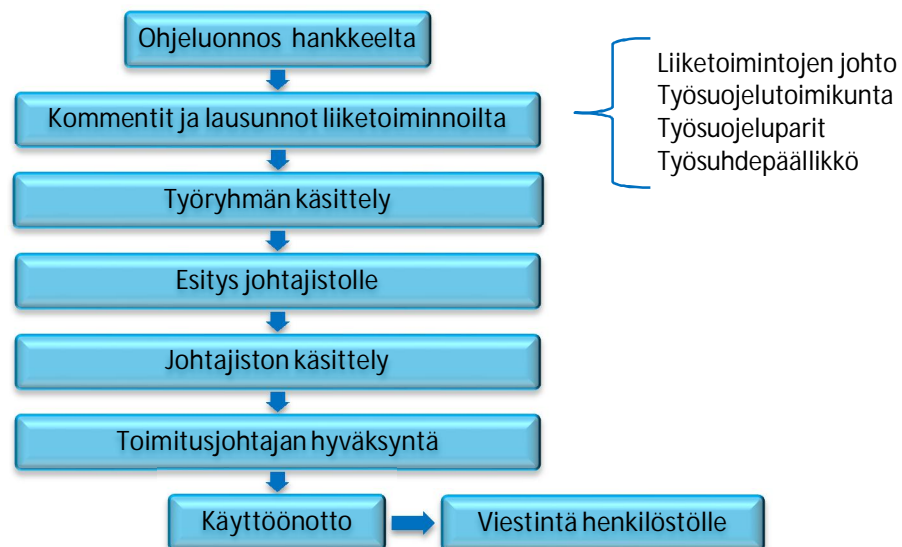 Ohjeluonnos hankkeelta
Kommentit ja lausunnot liiketoiminnoilta
Liiketoimintojen johto
Työsuojelutoimikunta
Työsuojeluparit
Työsuhdepäällikkö
Työryhmän käsittely
Esitys johtajistolle
Johtajiston käsittely
Toimitusjohtajan hyväksyntä
Käyttöönotto
Viestintä henkilöstölle